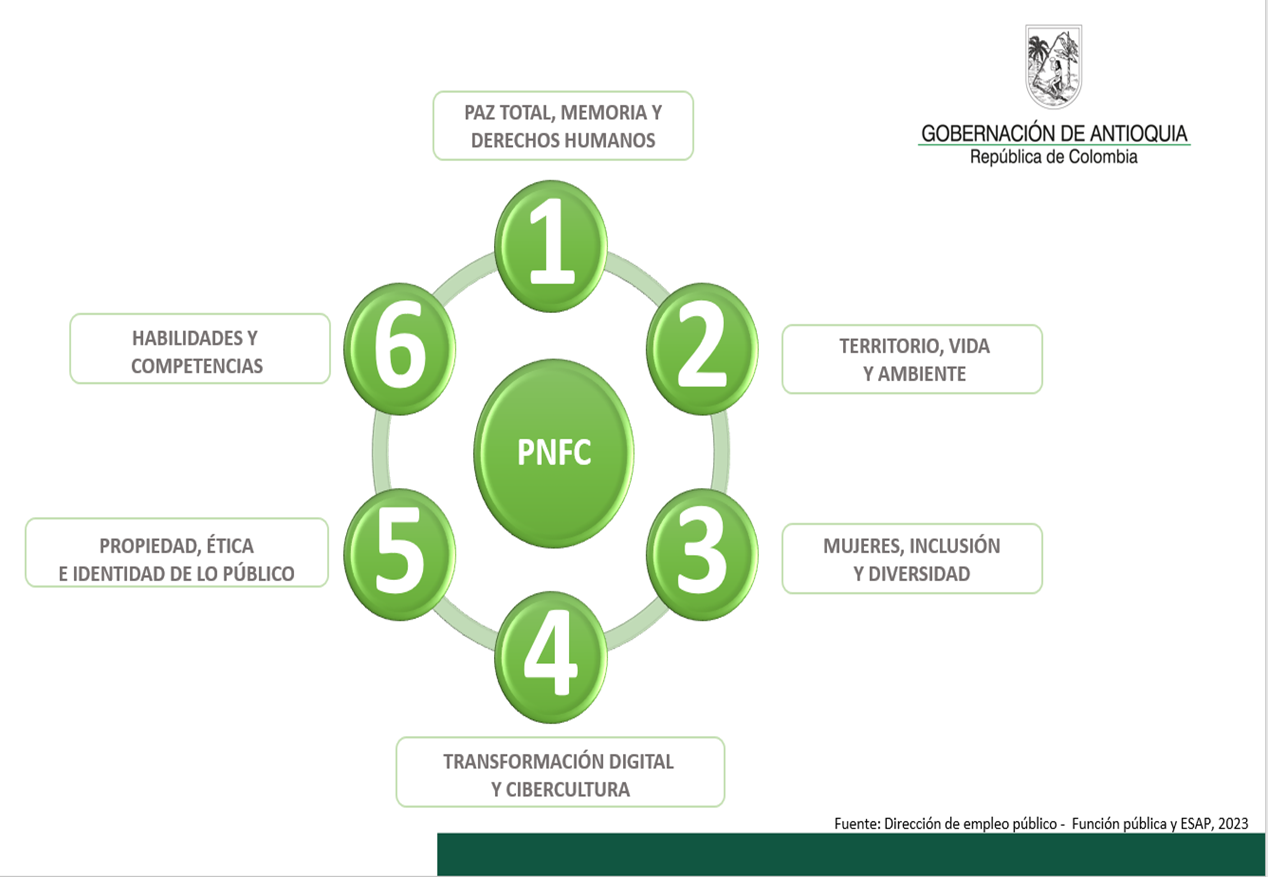 GOBERNACIÓN DE ANTIOQUIA
República de Colombia
PAZ TOTAL, MEMORIA Y
DERECHOS HUMANOS
1
2
TERRITORIO, VIDA
Y AMBIENTE
3
MUJERES, INCLUSIÓN
Y DIVERSIDAD
4
TRANSFORMACIÓN DIGITAL
Y CIBERCULTURA
5
PROPIEDAD, ÉTICA
E IDENTIDAD DE LO PÚBLICO
6
HABILIDADES Y
COMPETENCIAS
PNFC
Fuente: Dirección de empleo público - Función pública y ESAP, 2023